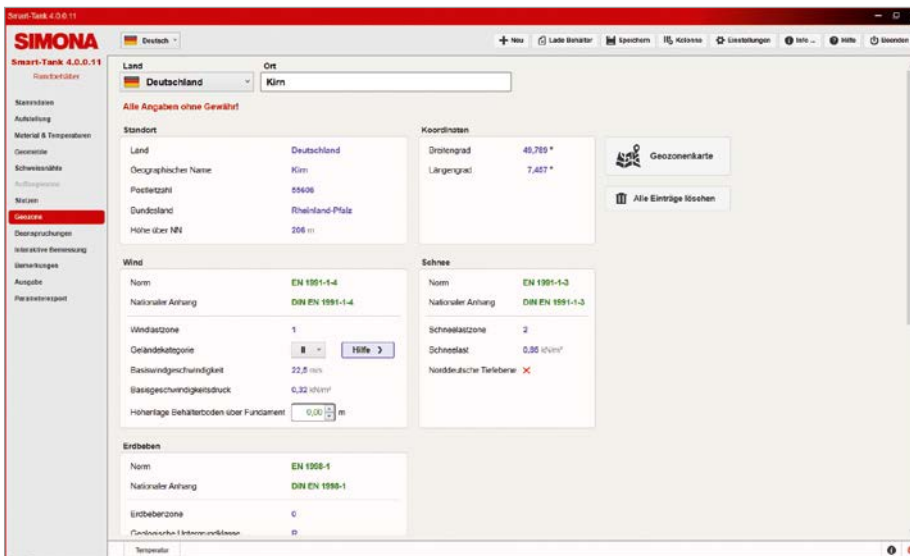 Smart-Tank 4.0.0.11
SIMONA
Deutsch
Neu
Lade Behälter
Speichern
Kolonne
Einstellungen
Info ...
Hilfe
Beenden
Smart-Tank 4.0.0.11
Rundbehälter
Stammdaten
Aufstellung
Material & Temperaturen
Geometrie
Schweissnähte
Stutzen
Geozone
Beanspruchungen
Interaktive Bemessung
Bemerkungen
Ausgabe
Parameterexport
Land
Ort
Deutschland
Kirn
Alle Angaben ohne Gewähr!
Standort
Land Deutschland
Geographischer Name Kirn
Postleitzahl 55606
Bundesland Rheinland-Pfalz
Höhe über NN 206 m
Koordinaten
Breitengrad 49,789 °
Längengrad 7,457 °
Geozonenkarte
Alle Einträge löschen
Wind
Norm EN 1991-1-4
Nationaler Anhang DIN EN 1991-1-4
Windlastzone 1
Geländekategorie II Hilfe
Basiswindgeschwindigkeit 22,5 m/s
Basisgeschwindigkeitsdruck 0,32 kN/m²
Höhenlage Behälterboden über Fundament 0,00 m
Schnee
Norm EN 1991-1-3
Nationaler Anhang DIN EN 1991-1-3
Schneelastzone 2
Schneelast kN/m²
Norddeutsche Tiefebene
Erdbeben
Norm EN 1998-1
Nationaler Anhang DIN EN 1998-1
Erdbebenzone 0
Geologische Untergrundklasse R
Temperatur